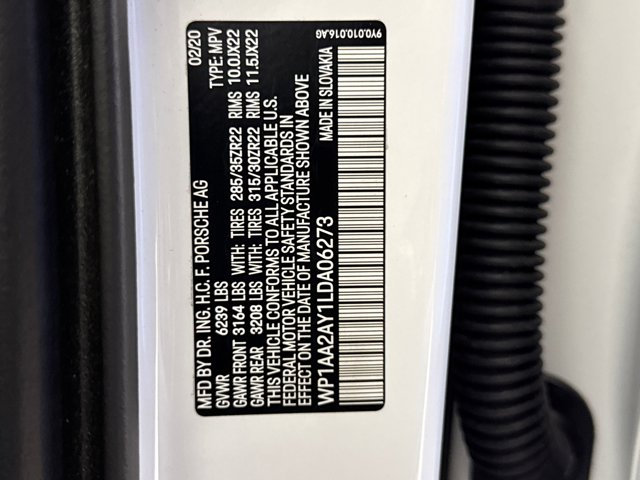 MFD BY DR. ING. H.C. F. PORSCHE AG 02/20
GVWR 6239 LBS TYPE: MPV
GAWR FRONT 3164 LBS WITH: TIRES 285/35ZR22 RIMS 10.0JX22
GAWR REAR 3208 LBS WITH: TIRES 315/30ZR22 RIMS 11.5JX22
THIS VEHICLE CONFORMS TO ALL APPLICABLE U.S.
FEDERAL MOTOR VEHICLE SAFETY STANDARDS IN
EFFECT ON THE DATE OF MANUFACTURE SHOWN ABOVE
WP1AA2AY1LDA06273 MADE IN SLOVAKIA
9Y0.010.016.AG